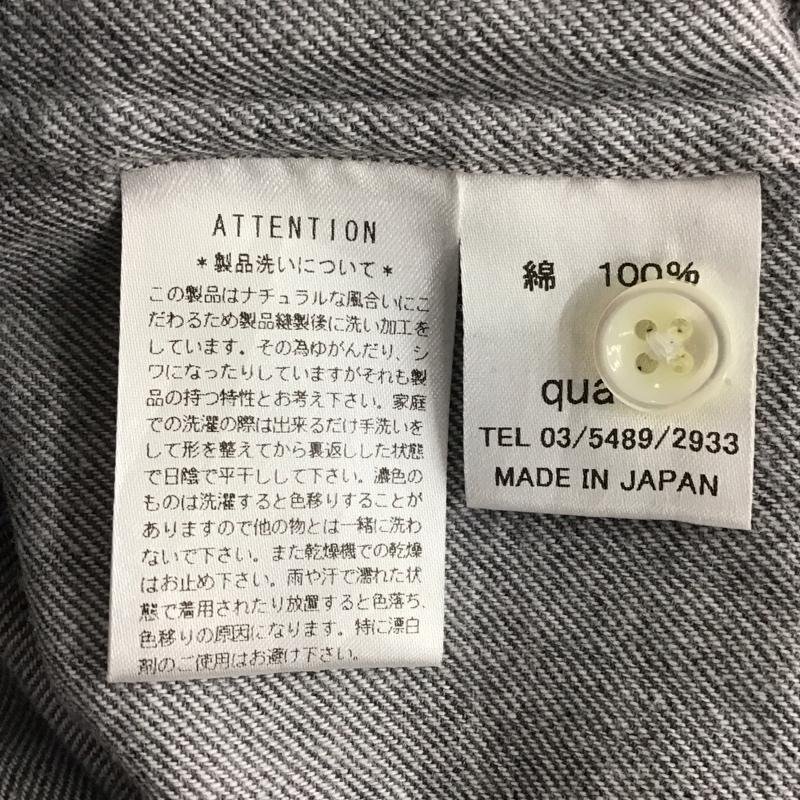 ATTENTION
*製品洗いについて*
この製品はナチュラルな風合いにこ
だわるため製品縫製後に洗い加工を
しています。その為ゆがんだり、シ
ワになったりしていますがそれも製
品の持つ特性とお考え下さい。家庭
での洗濯の際は出来るだけ手洗いを
して形を整えてから裏返しした状態
で日陰で平干しして下さい。濃色の
ものは洗濯すると色移りすることが
ありますので他の物とは一緒に洗わ
ないで下さい。また乾燥機での乾燥
はお止め下さい。雨や汗で濡れた状
態で着用されたり放置すると色落ち、
色移りの原因になります。特に漂白
剤のご使用はお避け下さい。
綿 100%
qua
TEL 03/5489/2933
MADE IN JAPAN